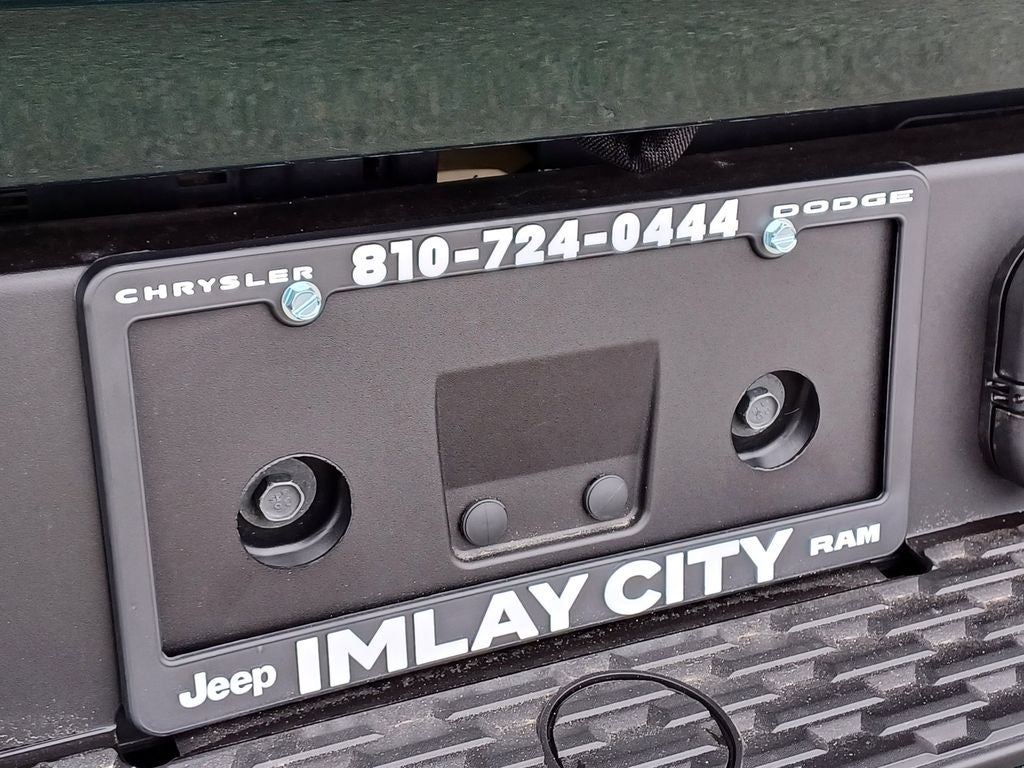 CHRYSLER 810-724-0444 DODGE
Jeep IMLAY CITY RAM